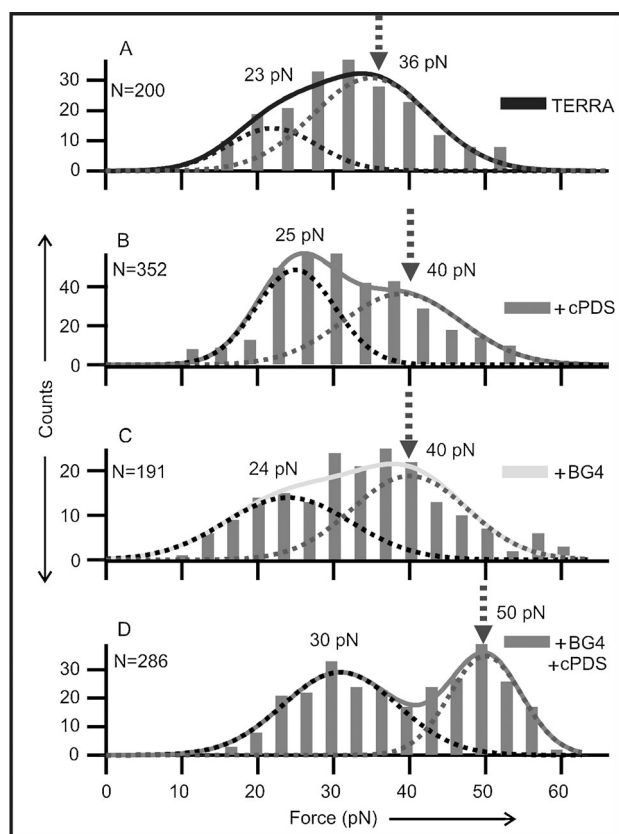 A
23 pN
36 pN
N=200
TERRA
30
20
10
0
B
25 pN
40 pN
N=352
+cPDS
40
20
0
Counts
C
24 pN
40 pN
N=191
+BG4
20
10
0
D
30 pN
50 pN
N=286
+BG4
+cPDS
30
20
10
0
0 10 20 30 40 50 60
Force (pN)